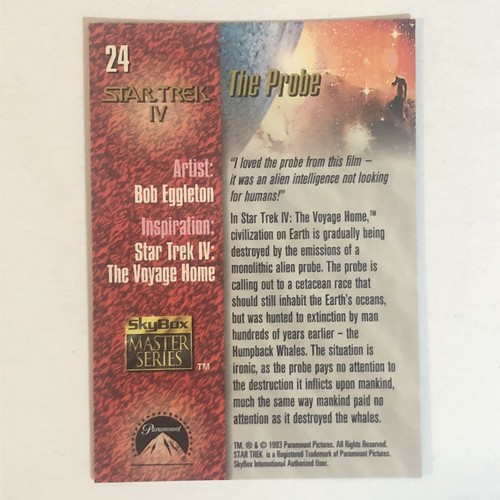 24
STAR TREK
IV
Artist:
Bob Eggleton
Inspiration:
Star Trek IV:
The Voyage Home
SkyBox
MASTER
SERIES
TM
Paramount
The Probe
"I loved the probe from this film –
it was an alien intelligence not looking
for humans!"
In Star Trek IV: The Voyage Home,™
civilization on Earth is gradually being
destroyed by the emissions of a
monolithic alien probe. The probe is
calling out to a cetacean race that
should still inhabit the Earth's oceans,
but was hunted to extinction by man
hundreds of years earlier – the
Humpback Whales. The situation is
ironic, as the probe pays no attention to
the destruction it inflicts upon mankind,
much the same way mankind paid no
attention as it destroyed the whales.
TM, ® & © 1993 Paramount Pictures. All Rights Reserved.
STAR TREK is a Registered Trademark of Paramount Pictures.
SkyBox International Authorized User.